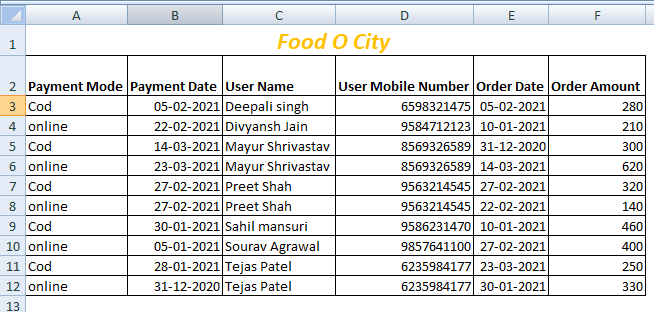 A B C D E F
1 Food O City
2 Payment Mode Payment Date User Name User Mobile Number Order Date Order Amount
3 Cod 05-02-2021 Deepali singh 6598321475 05-02-2021 280
4 online 22-02-2021 Divyansh Jain 9584712123 10-01-2021 210
5 Cod 14-03-2021 Mayur Shrivastav 8569326589 31-12-2020 300
6 online 23-03-2021 Mayur Shrivastav 8569326589 14-03-2021 620
7 Cod 27-02-2021 Preet Shah 9563214545 27-02-2021 320
8 online 27-02-2021 Preet Shah 9563214545 22-02-2021 140
9 Cod 30-01-2021 Sahil mansuri 9586231470 10-01-2021 460
10 online 05-01-2021 Sourav Agrawal 9857641100 27-02-2021 400
11 Cod 28-01-2021 Tejas Patel 6235984177 23-03-2021 250
12 online 31-12-2020 Tejas Patel 6235984177 30-01-2021 330
13